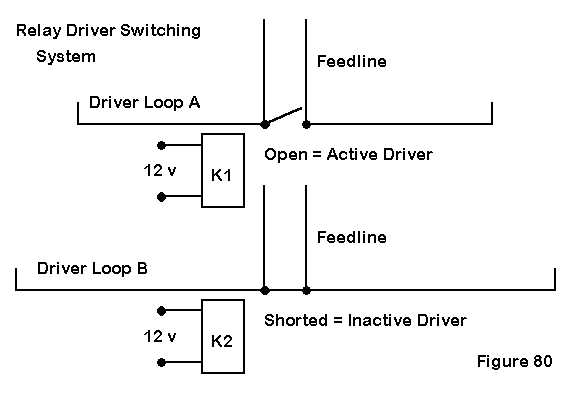 Relay Driver Switching
System
Feedline
Driver Loop A
Open = Active Driver
12 v
K1
Feedline
Driver Loop B
Shorted = Inactive Driver
12 v
K2
Figure 80